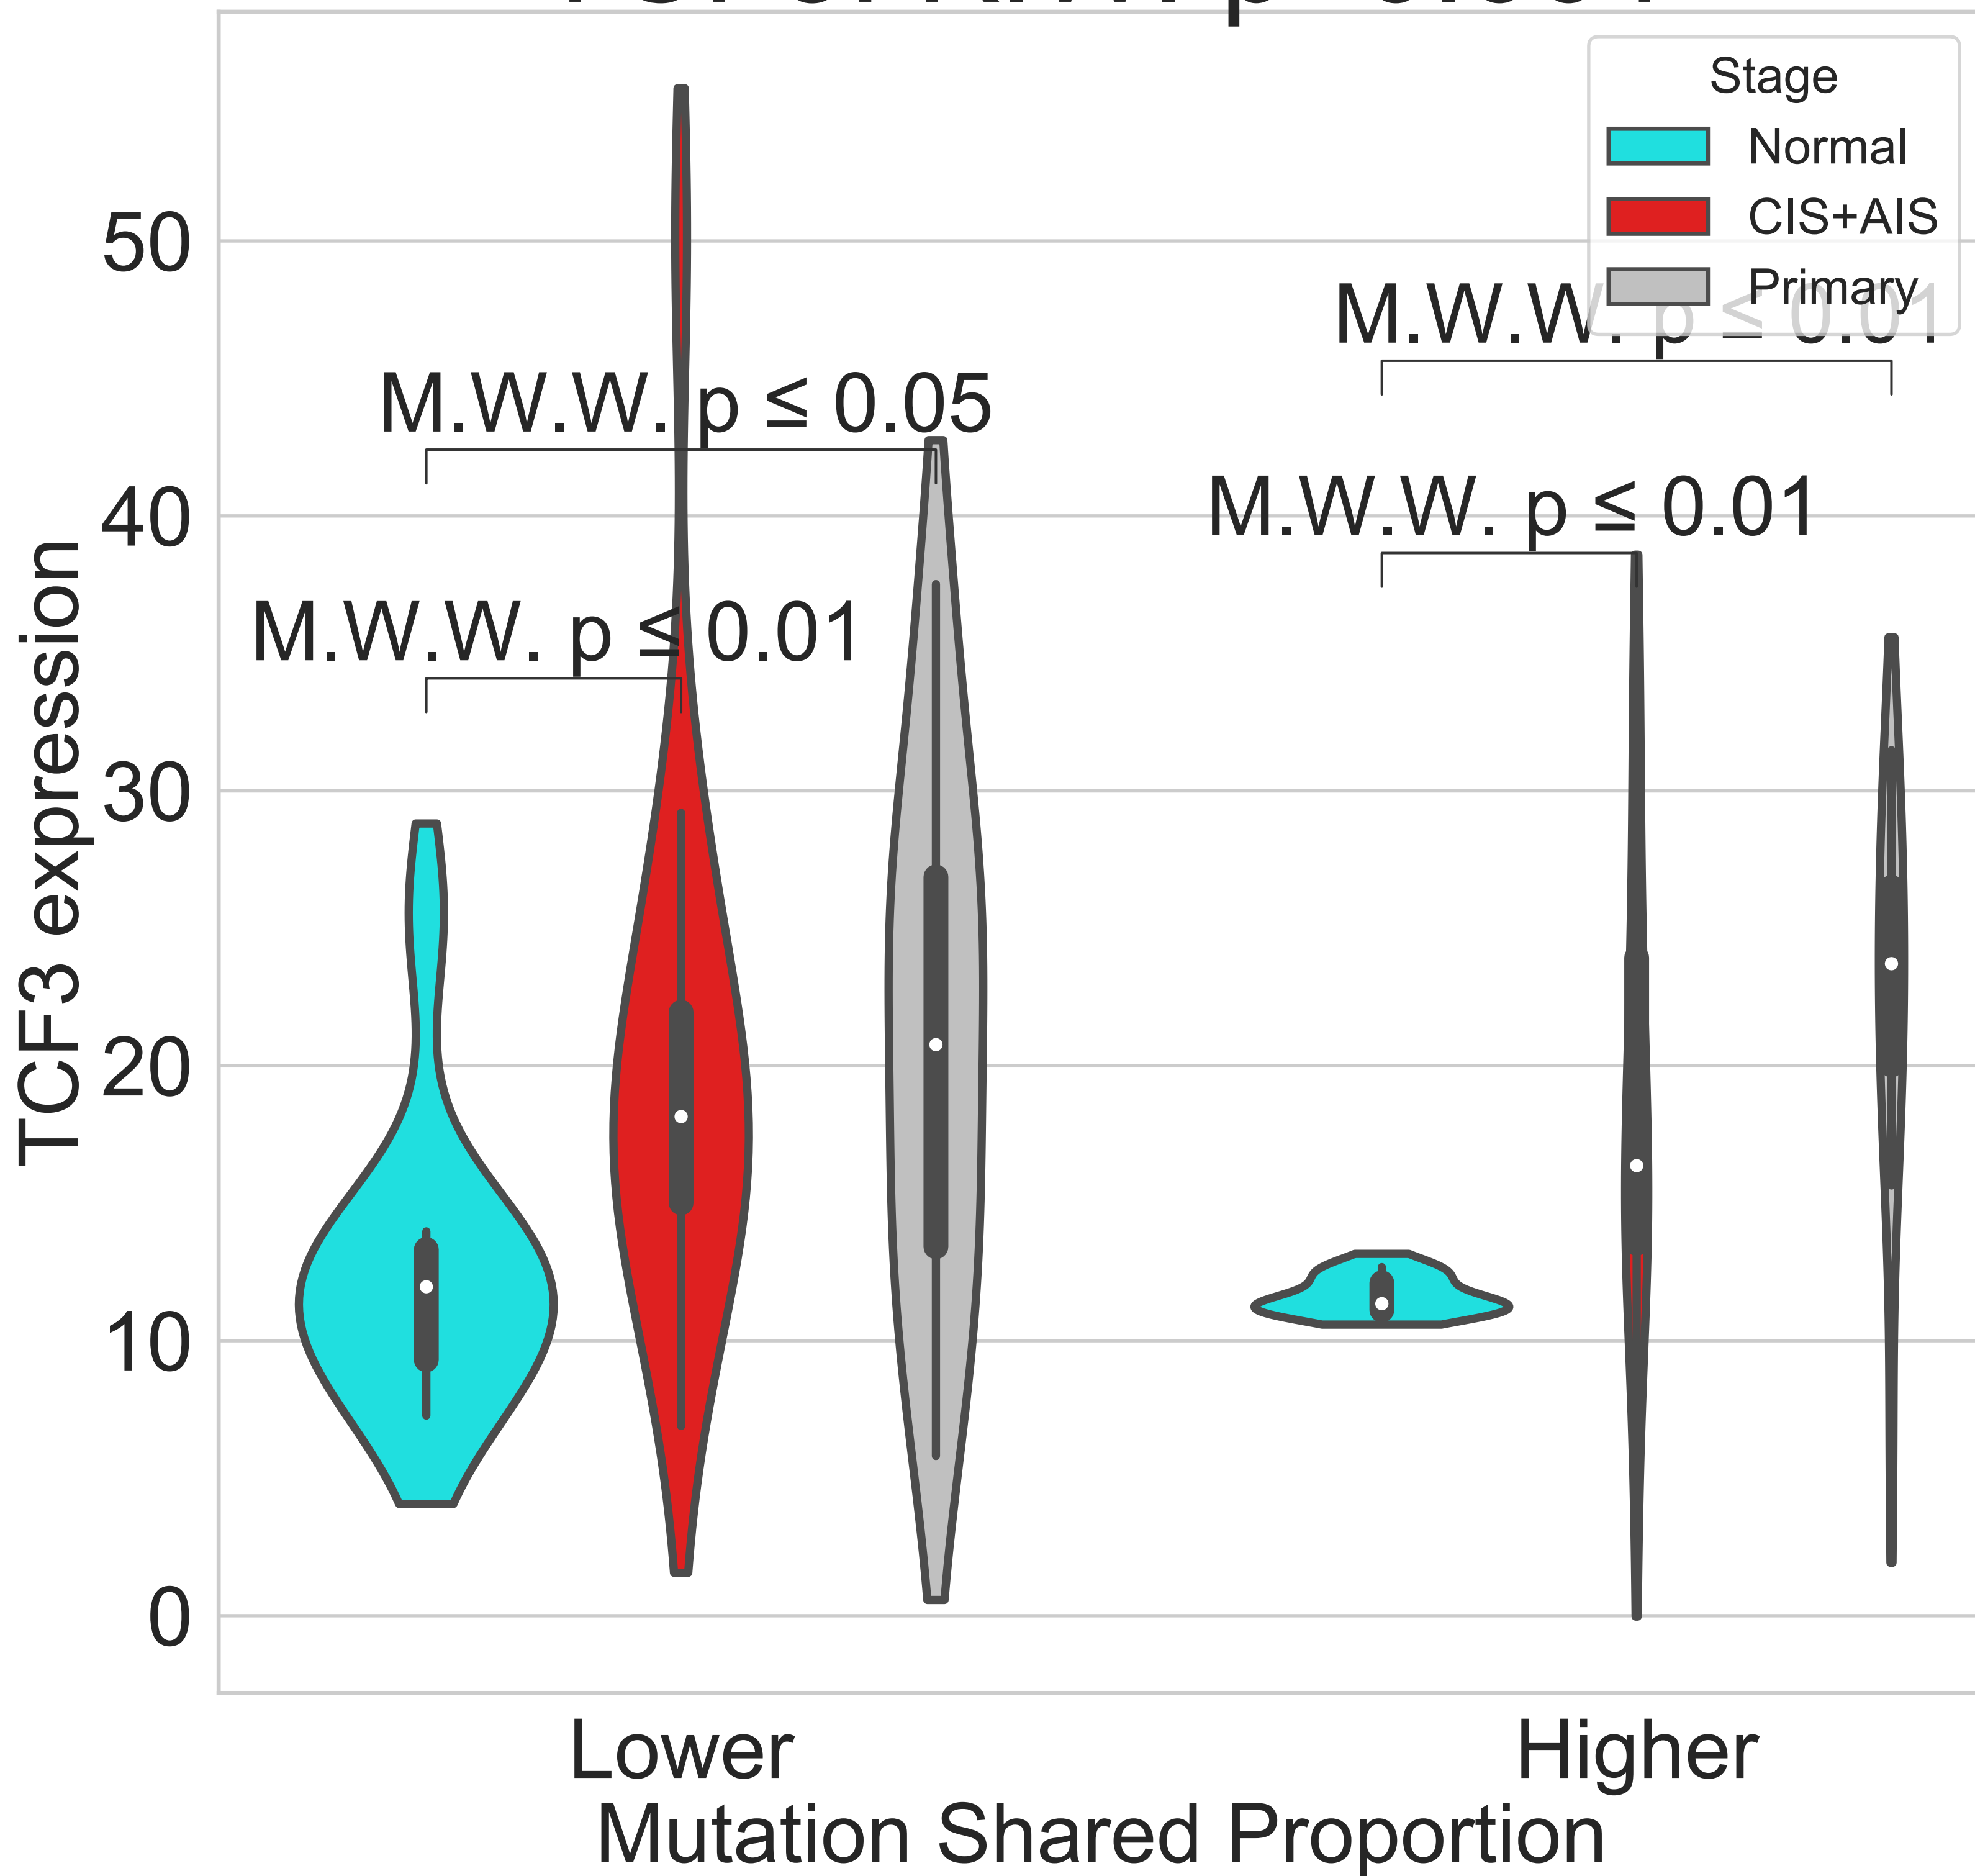 Stage
Normal
CIS+AIS
Primary
M.W.W. p ≤ 0.01
M.W.W. p ≤ 0.05
M.W.W. p ≤ 0.01
M.W.W. p ≤ 0.01
50
40
30
20
10
0
TCF3 expression
Lower
Higher
Mutation Shared Proportion